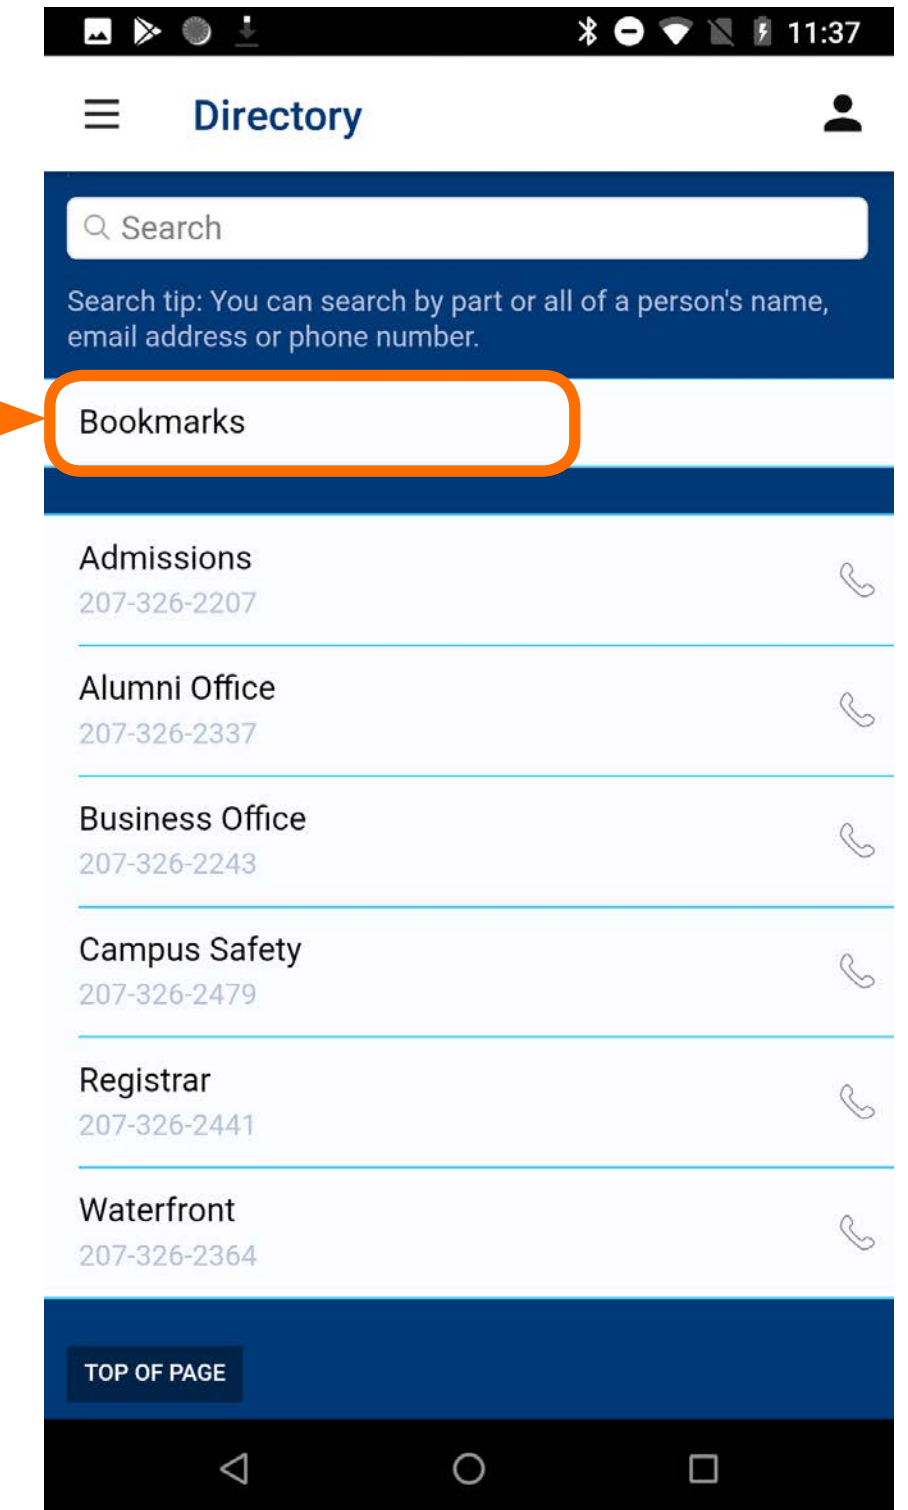 11:37
Directory
Search
Search tip: You can search by part or all of a person's name,
email address or phone number.
Bookmarks
Admissions
207-326-2207
Alumni Office
207-326-2337
Business Office
207-326-2243
Campus Safety
207-326-2479
Registrar
207-326-2441
Waterfront
207-326-2364
TOP OF PAGE